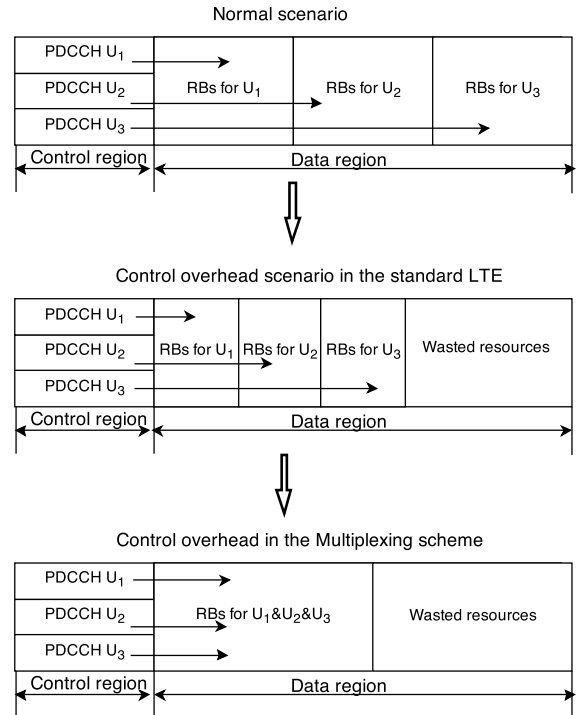 Normal scenario
PDCCH U1
PDCCH U2
PDCCH U3
RBs for U1
RBs for U2
RBs for U3
Control region
Data region
Control overhead scenario in the standard LTE
PDCCH U1
PDCCH U2
PDCCH U3
RBs for U1
RBs for U2
RBs for U3
Wasted resources
Control region
Data region
Control overhead in the Multiplexing scheme
PDCCH U1
PDCCH U2
PDCCH U3
RBs for U1&U2&U3
Wasted resources
Control region
Data region